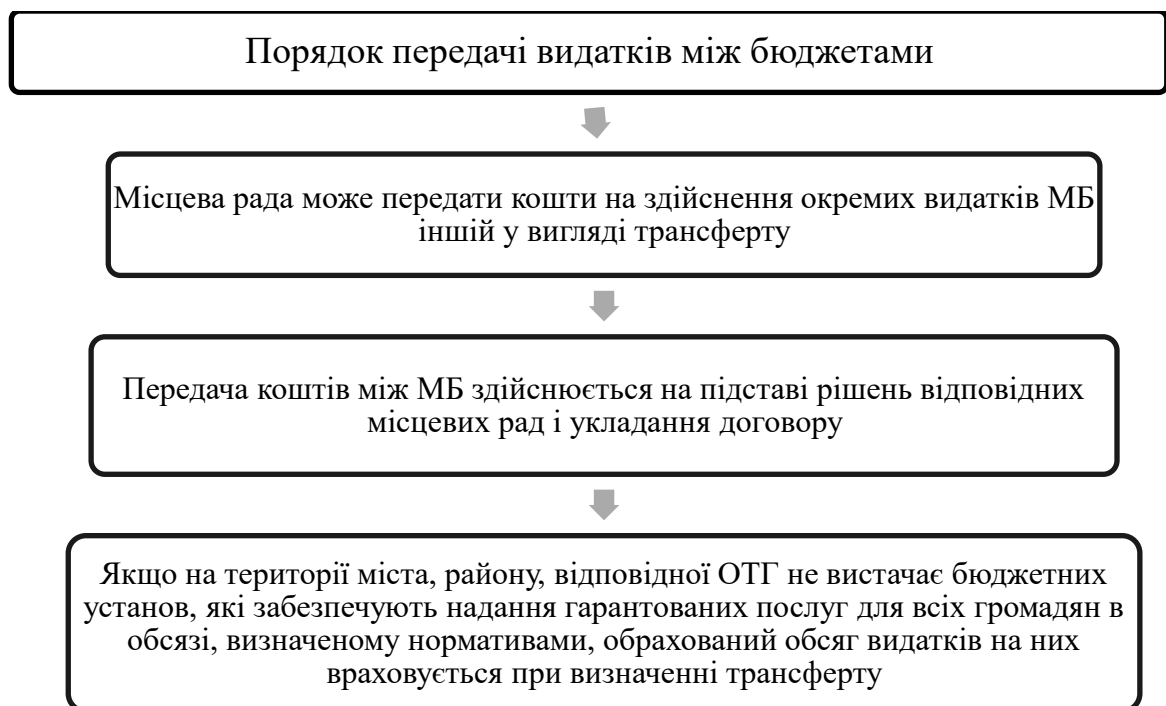 Порядок передачі видатків між бюджетами
Місцева рада може передати кошти на здійснення окремих видатків МБ
іншій у вигляді трансферту
Передача коштів між МБ здійснюється на підставі рішень відповідних
місцевих рад і укладання договору
Якщо на території міста, району, відповідної ОТГ не вистачає бюджетних
установ, які забезпечують надання гарантованих послуг для всіх громадян в
обсязі, визначеному нормативами, обрахований обсяг видатків на них
враховується при визначенні трансферту